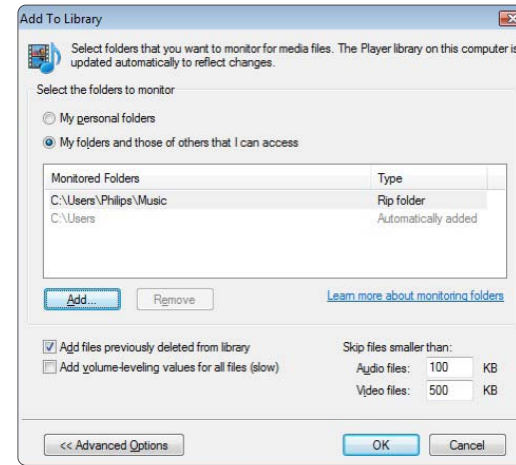 Add To Library
Select folders that you want to monitor for media files. The Player library on this computer is
updated automatically to reflect changes.
Select the folders to monitor
My personal folders
My folders and those of others that I can access
Monitored Folders Type
C:\Users\Philips\Music Rip folder
C:\Users Automatically added
Add... Remove Learn more about monitoring folders
Add files previously deleted from library Skip files smaller than:
Add volume-leveling values for all files (slow) Audio files: 100 KB
Video files: 500 KB
<< Advanced Options OK Cancel